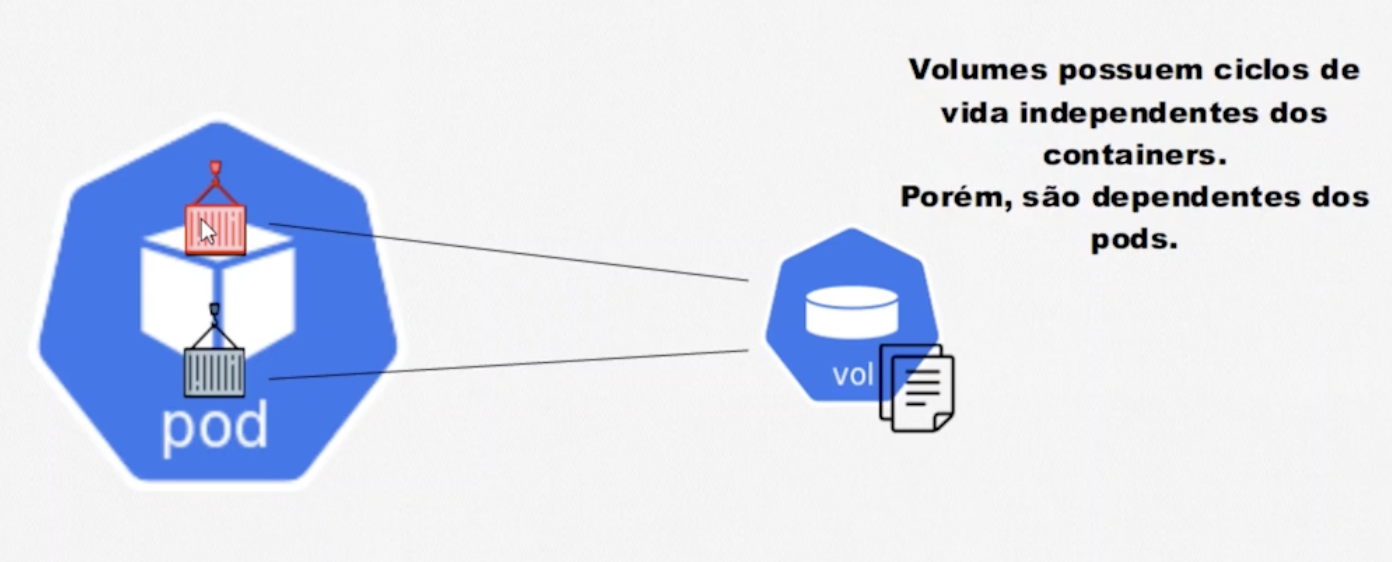 Volumes possuem ciclos de
vida independentes dos
containers.
Porém, são dependentes dos
pods.
vol
pod